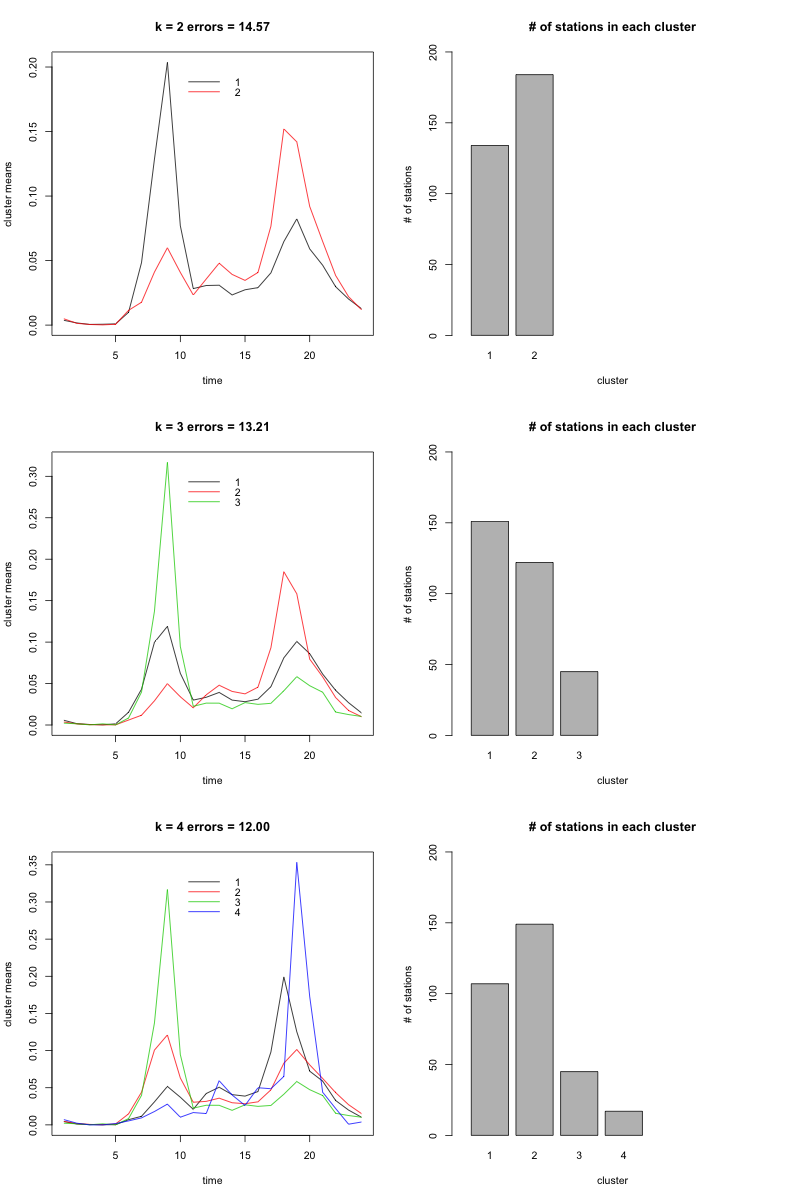 k = 2 errors = 14.57
# of stations in each cluster
cluster means
0.00 0.05 0.10 0.15 0.20
1
2
5 10 15 20
time
# of stations
0 50 100 150 200
1 2
cluster
k = 3 errors = 13.21
# of stations in each cluster
cluster means
0.00 0.05 0.10 0.15 0.20 0.25 0.30
1
2
3
5 10 15 20
time
# of stations
0 50 100 150 200
1 2 3
cluster
k = 4 errors = 12.00
# of stations in each cluster
cluster means
0.00 0.05 0.10 0.15 0.20 0.25 0.30 0.35
1
2
3
4
5 10 15 20
time
# of stations
0 50 100 150 200
1 2 3 4
cluster